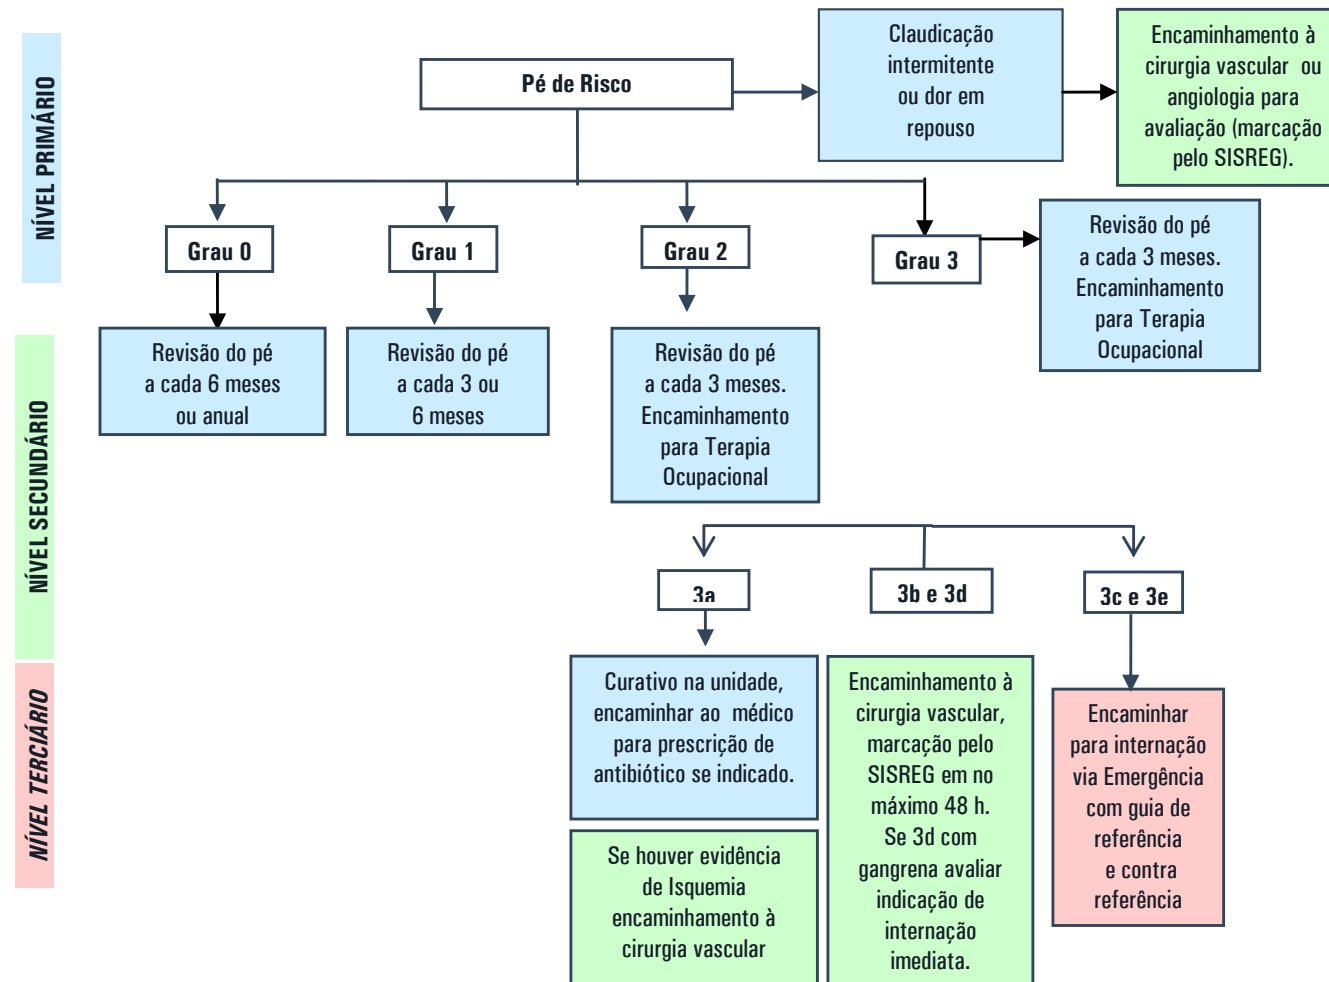 NÍVEL PRIMÁRIO
NÍVEL SECUNDÁRIO
NÍVEL TERCIÁRIO
Pé de Risco
Claudicação
intermitente
ou dor em
repouso
Encaminhamento à
cirurgia vascular ou
angiologia para
avaliação (marcação
pelo SISREG).
Grau 0
Grau 1
Grau 2
Grau 3
Revisão do pé
a cada 3 meses.
Encaminhamento
para Terapia
Ocupacional
Revisão do pé
a cada 6 meses
ou anual
Revisão do pé
a cada 3 ou
6 meses
Revisão do pé
a cada 3 meses.
Encaminhamento
para Terapia
Ocupacional
3a
3b e 3d
3c e 3e
Curativo na unidade,
encaminhar ao médico
para prescrição de
antibiótico se indicado.
Se houver evidência
de Isquemia
encaminhamento à
cirurgia vascular
Encaminhamento à
cirurgia vascular,
marcação pelo
SISREG em no
máximo 48 h.
Se 3d com
gangrena avaliar
indicação de
internação
imediata.
Encaminhar
para internação
via Emergência
com guia de
referência
e contra
referência